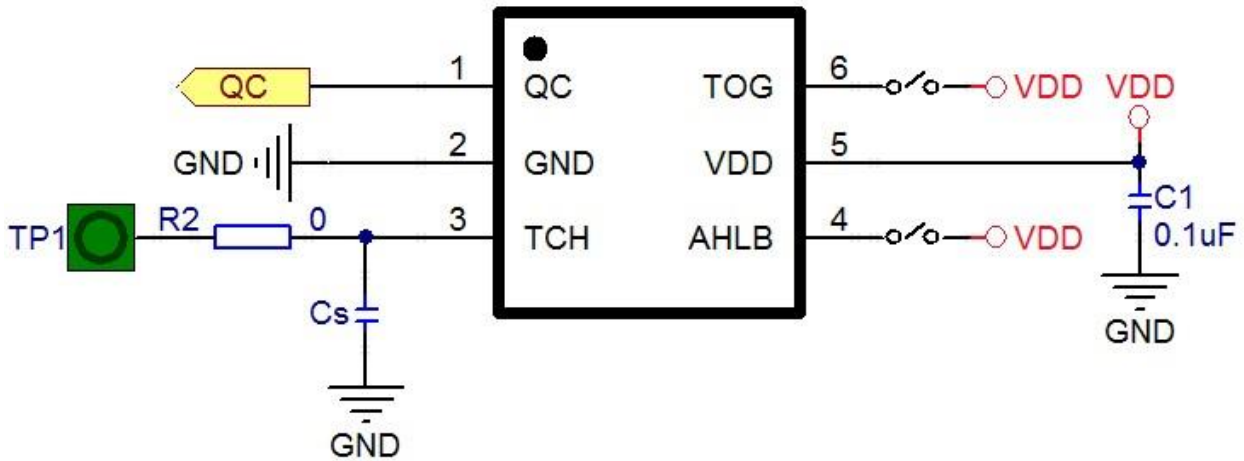 QC 1 QC TOG 6 VDD VDD
GND 2 GND VDD 5
TP1 R2 0 3 TCH AHLB 4 VDD C1
0.1uF
Cs
GND
GND